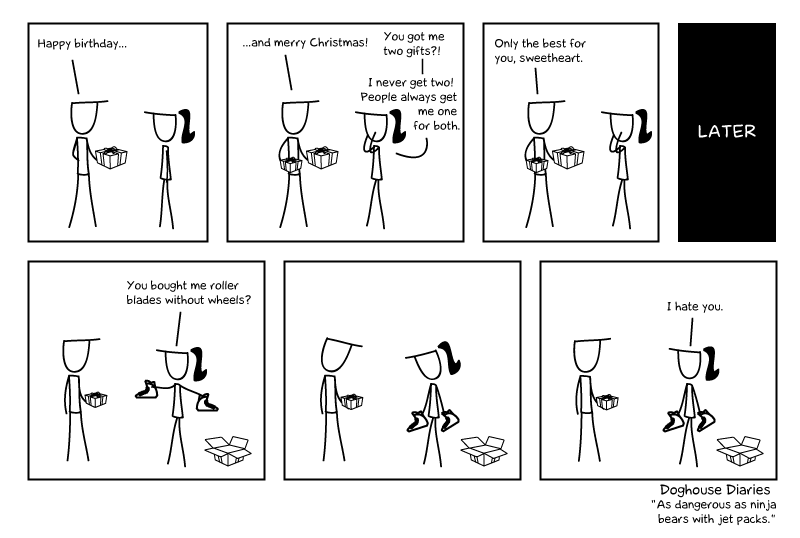 Happy birthday...
...and merry Christmas!
You got me
two gifts?!
I never get two!
People always get
me one
for both.
Only the best for
you, sweetheart.
LATER
You bought me roller
blades without wheels?
I hate you.
Doghouse Diaries
"As dangerous as ninja
bears with jet packs."